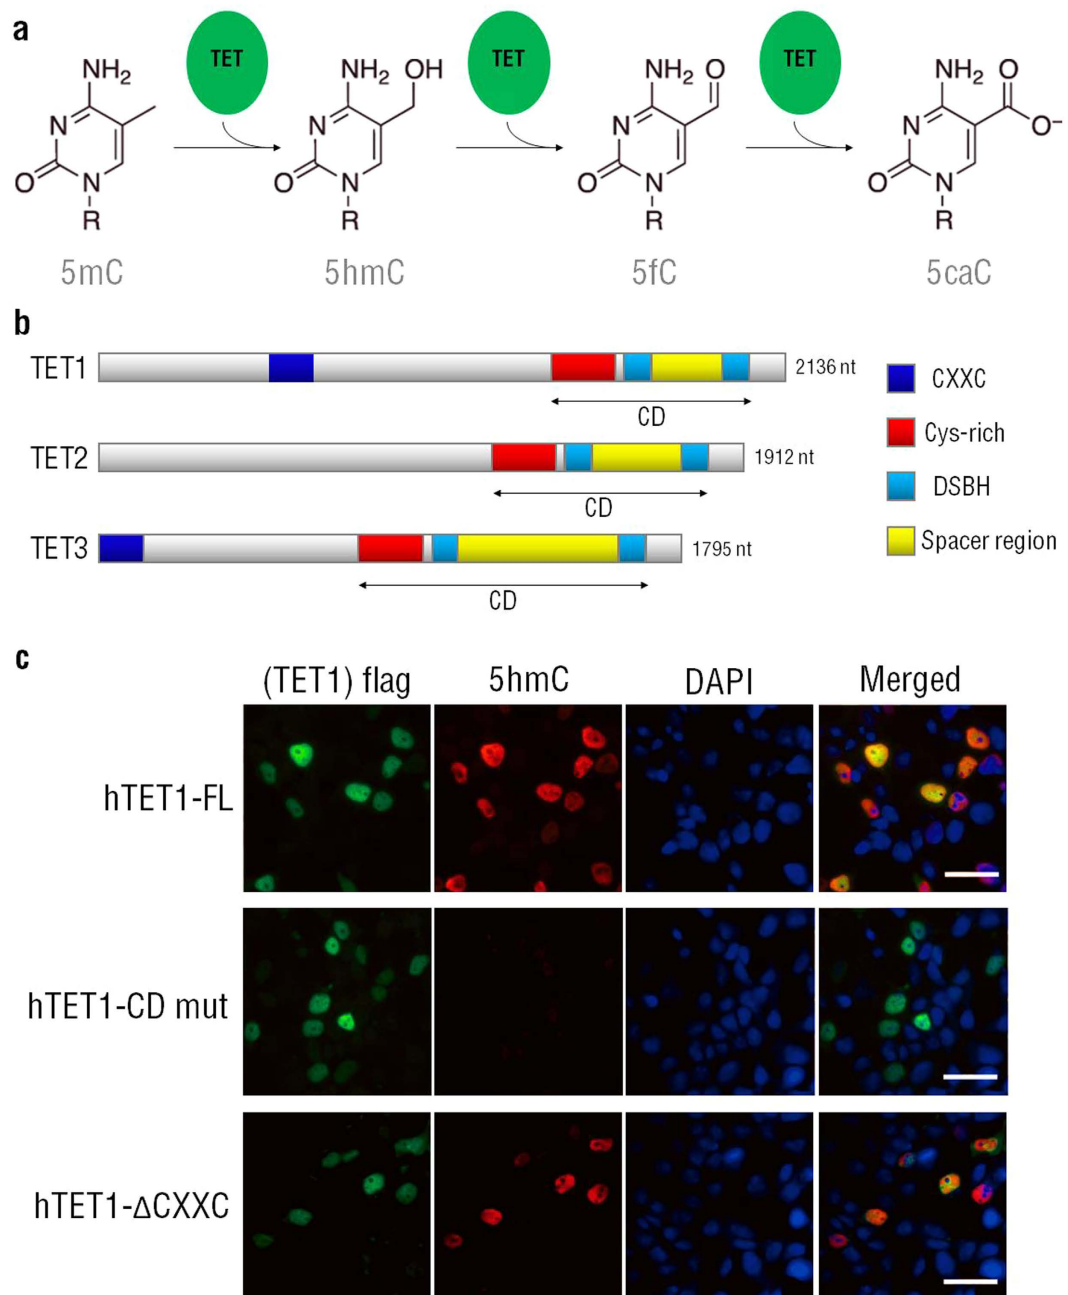 a
TET TET TET
NH₂ NH₂ OH NH₂ O NH₂ O
N N N N O⁻
O N O N O N O N
R R R R
5mC 5hmC 5fC 5caC
b
TET1 2136 nt
CD
TET2 1912 nt
CD
TET3 1795 nt
CD
CXXC
Cys-rich
DSBH
Spacer region
c
(TET1) flag 5hmC DAPI Merged
hTET1-FL
hTET1-CD mut
hTET1-ΔCXXC